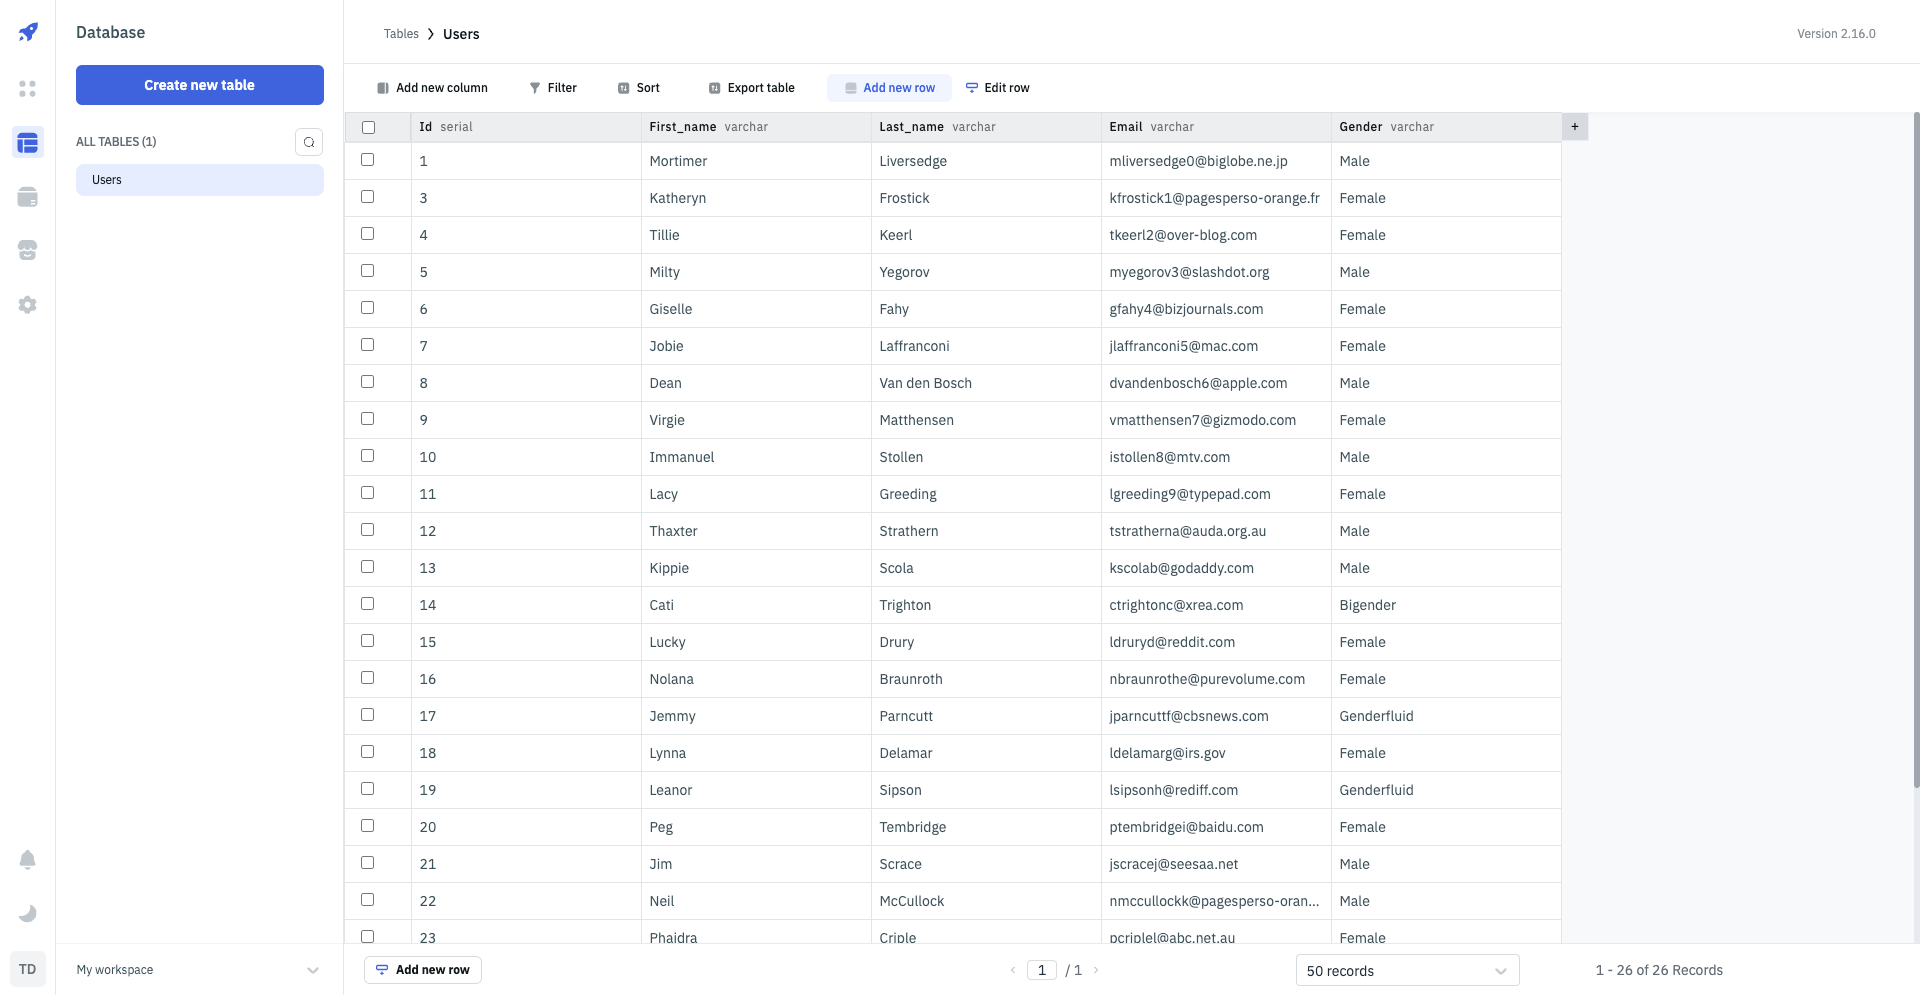 Database
Create new table
ALL TABLES (1)
Users
TD
My workspace
Tables > Users
Version 2.16.0
Add new column Filter Sort Export table Add new row Edit row
Id serial First_name varchar Last_name varchar Email varchar Gender varchar +
1 Mortimer Liversedge mliversedge0@biglobe.ne.jp Male
3 Katheryn Frostick kfrostick1@pagesperso-orange.fr Female
4 Tillie Keerl tkeerl2@over-blog.com Female
5 Milty Yegorov myegorov3@slashdot.org Male
6 Giselle Fahy gfahy4@bizjournals.com Female
7 Jobie Laffranconi jlaffranconi5@mac.com Female
8 Dean Van den Bosch dvandenbosch6@apple.com Male
9 Virgie Matthensen vmatthensen7@gizmodo.com Female
10 Immanuel Stollen istollen8@mtv.com Male
11 Lacy Greeding lgreeding9@typepad.com Female
12 Thaxter Strathern tstratherna@auda.org.au Male
13 Kippie Scola kscolab@godaddy.com Male
14 Cati Trighton ctrightonc@xrea.com Bigender
15 Lucky Drury ldruryd@reddit.com Female
16 Nolana Braunroth nbraunrothe@purevolume.com Female
17 Jemmy Parncutt jparncuttf@cbsnews.com Genderfluid
18 Lynna Delamar ldelamarg@irs.gov Female
19 Leanor Sipson lsipsonh@rediff.com Genderfluid
20 Peg Tembridge ptembridgei@baidu.com Female
21 Jim Scrace jscracej@seesaa.net Male
22 Neil McCullock nmccullockk@pagesperso-oran... Male
23 Phaidra Criple pcriplel@abc.net.au Female
Add new row
1 / 1
50 records
1 - 26 of 26 Records